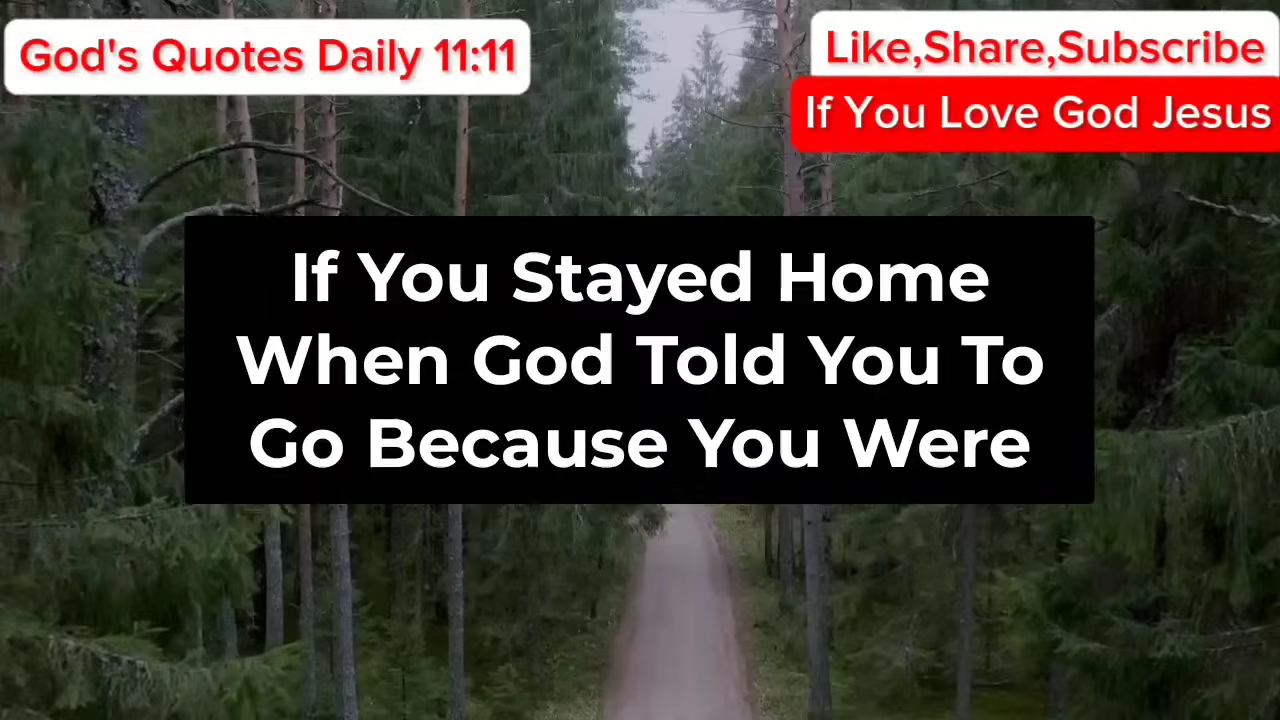 God's Quotes Daily 11:11
Like,Share,Subscribe
If You Love God Jesus
If You Stayed Home
When God Told You To
Go Because You Were